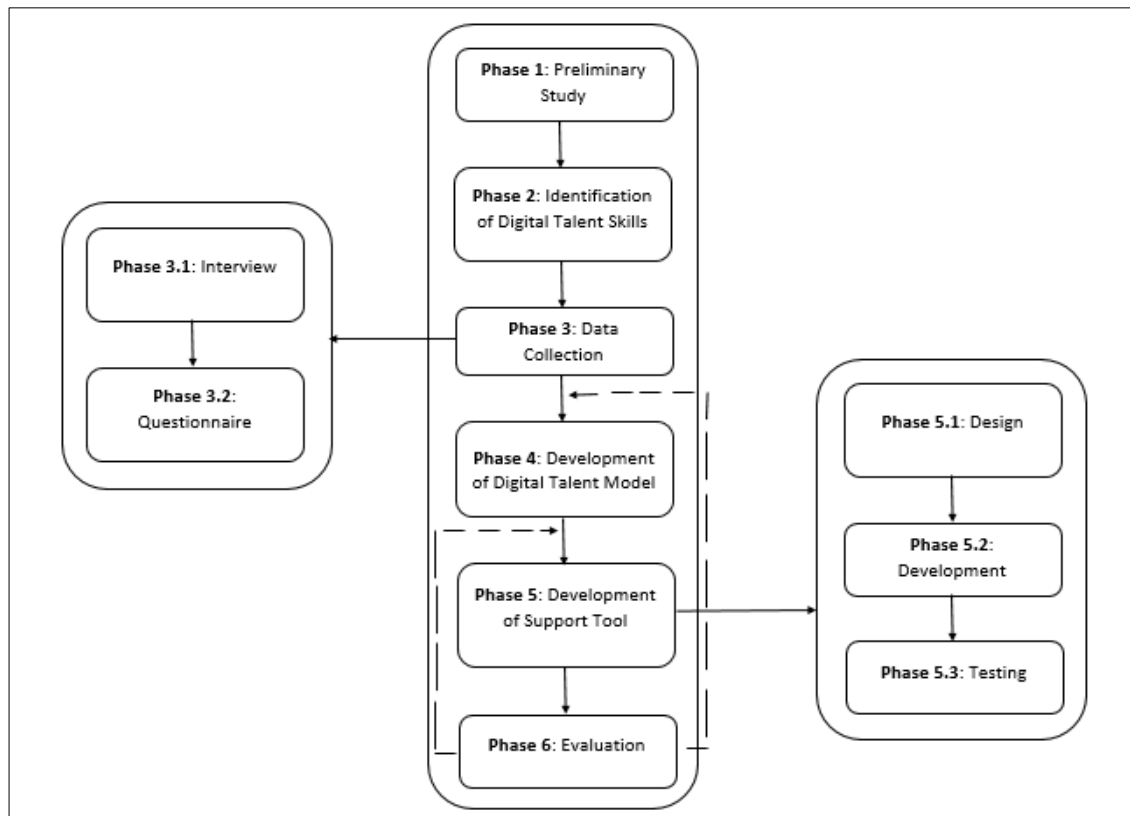 Phase 1: Preliminary
Study
Phase 2: Identification
of Digital Talent Skills
Phase 3.1: Interview
Phase 3.2:
Questionnaire
Phase 3: Data
Collection
Phase 4: Development
of Digital Talent Model
Phase 5: Development
of Support Tool
Phase 6: Evaluation
Phase 5.1: Design
Phase 5.2:
Development
Phase 5.3: Testing